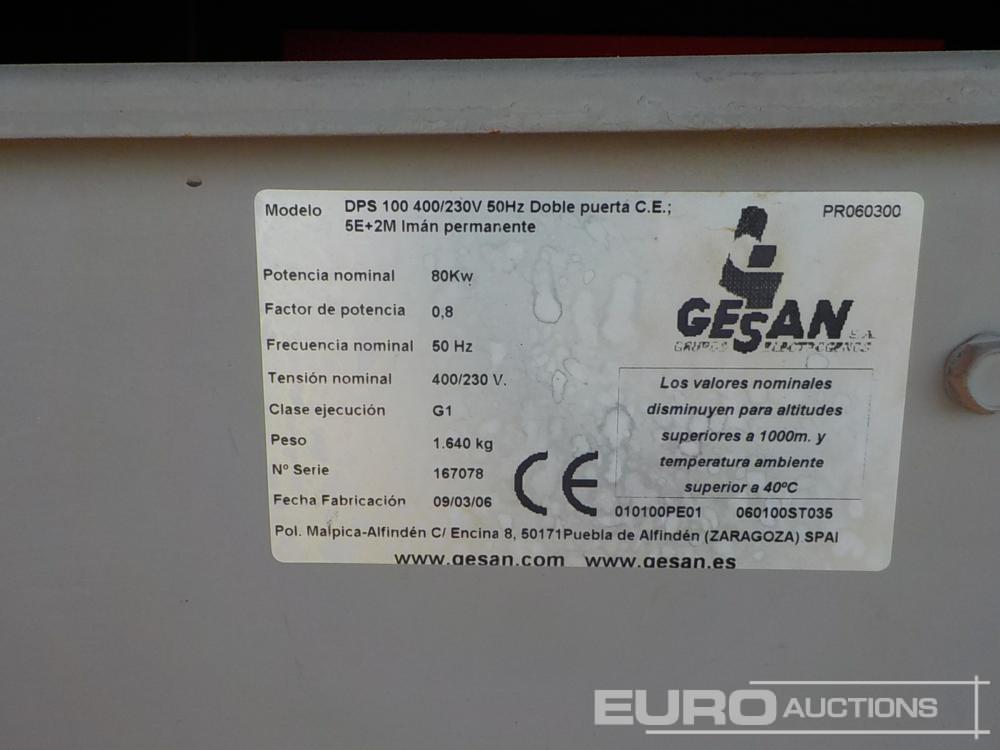 Modelo DPS 100 400/230V 50Hz Doble puerta C.E.; PR060300
5E+2M Imán permanente
Potencia nominal 80Kw
Factor de potencia 0,8
Frecuencia nominal 50 Hz
Tensión nominal 400/230 V.
Clase ejecución G1
Peso 1.640 kg
Nº Serie 167078
Fecha Fabricación 09/03/06
GESAN S.A.
GRUPOS ELECTROGENOS
Los valores nominales
disminuyen para altitudes
superiores a 1000m. y
temperatura ambiente
superior a 40ºC
CE
010100PE01 060100ST035
Pol. Malpica-Alfindén C/ Encina 8, 50171Puebla de Alfindén (ZARAGOZA) SPAI
www.gesan.com www.gesan.es
EURO AUCTIONS